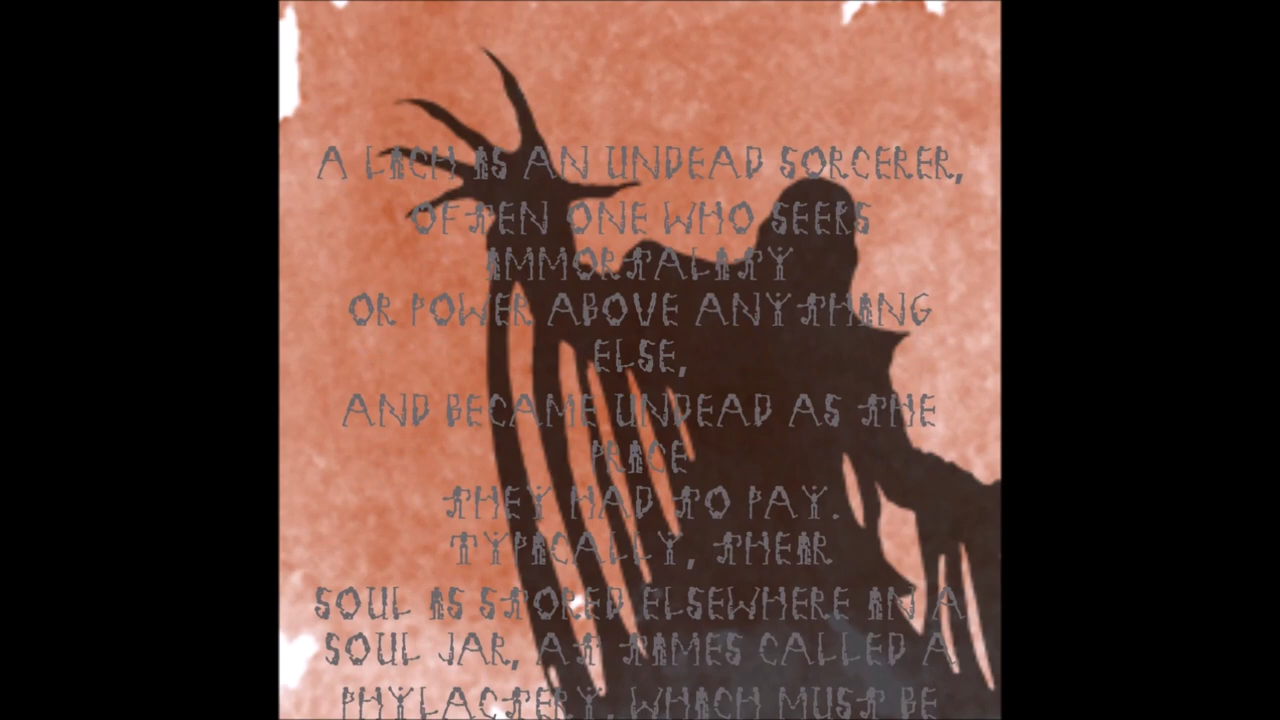 A LICH IS AN UNDEAD SORCERER,
OFTEN ONE WHO SEEKS
IMMORTALITY
OR POWER ABOVE ANYTHING
ELSE,
AND BECAME UNDEAD AS THE
PRICE
THEY HAD TO PAY.
TYPICALLY, THEIR
SOUL IS STORED ELSEWHERE IN A
SOUL JAR, AT TIMES CALLED A
PHYLACTERY, WHICH MUST BE